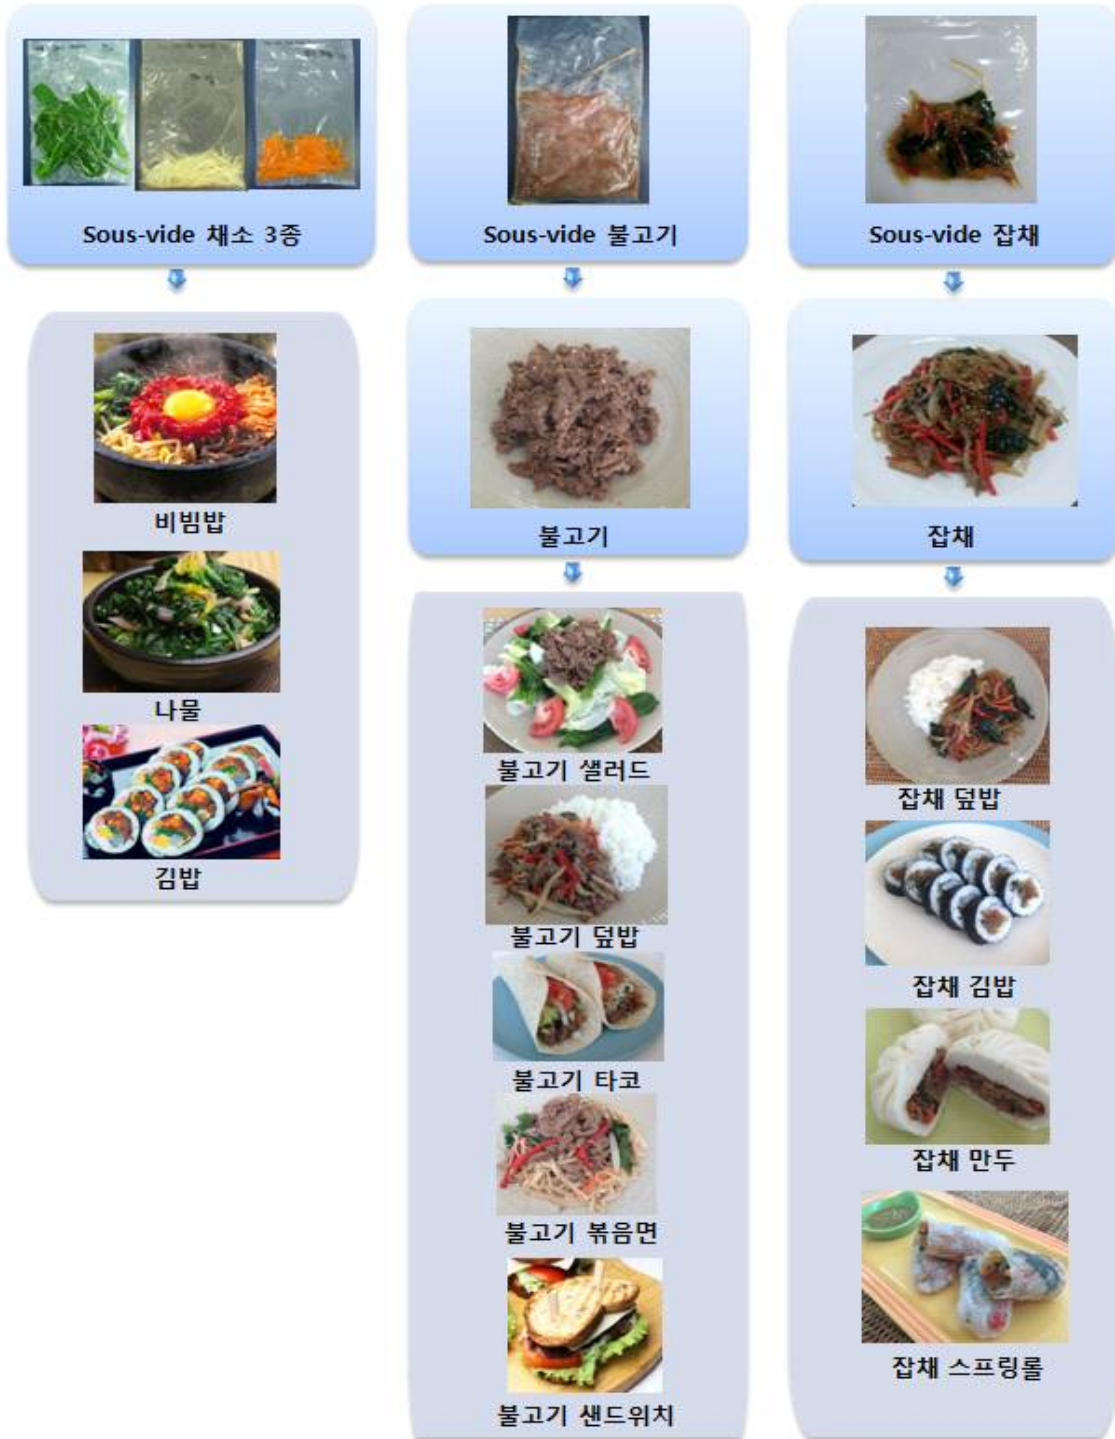 Sous-vide 채소 3종
비빔밥
나물
김밥
Sous-vide 불고기
불고기
불고기 샐러드
불고기 덮밥
불고기 타코
불고기 볶음면
불고기 샌드위치
Sous-vide 잡채
잡채
잡채 덮밥
잡채 김밥
잡채 만두
잡채 스프링롤